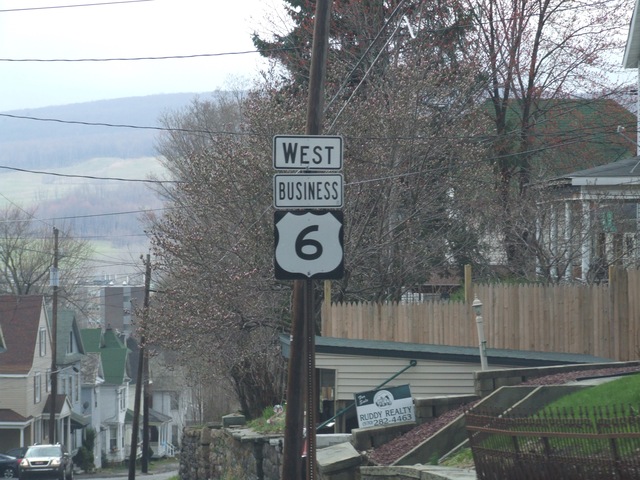 WEST
BUSINESS
6
RUDDY REALTY
282-4463